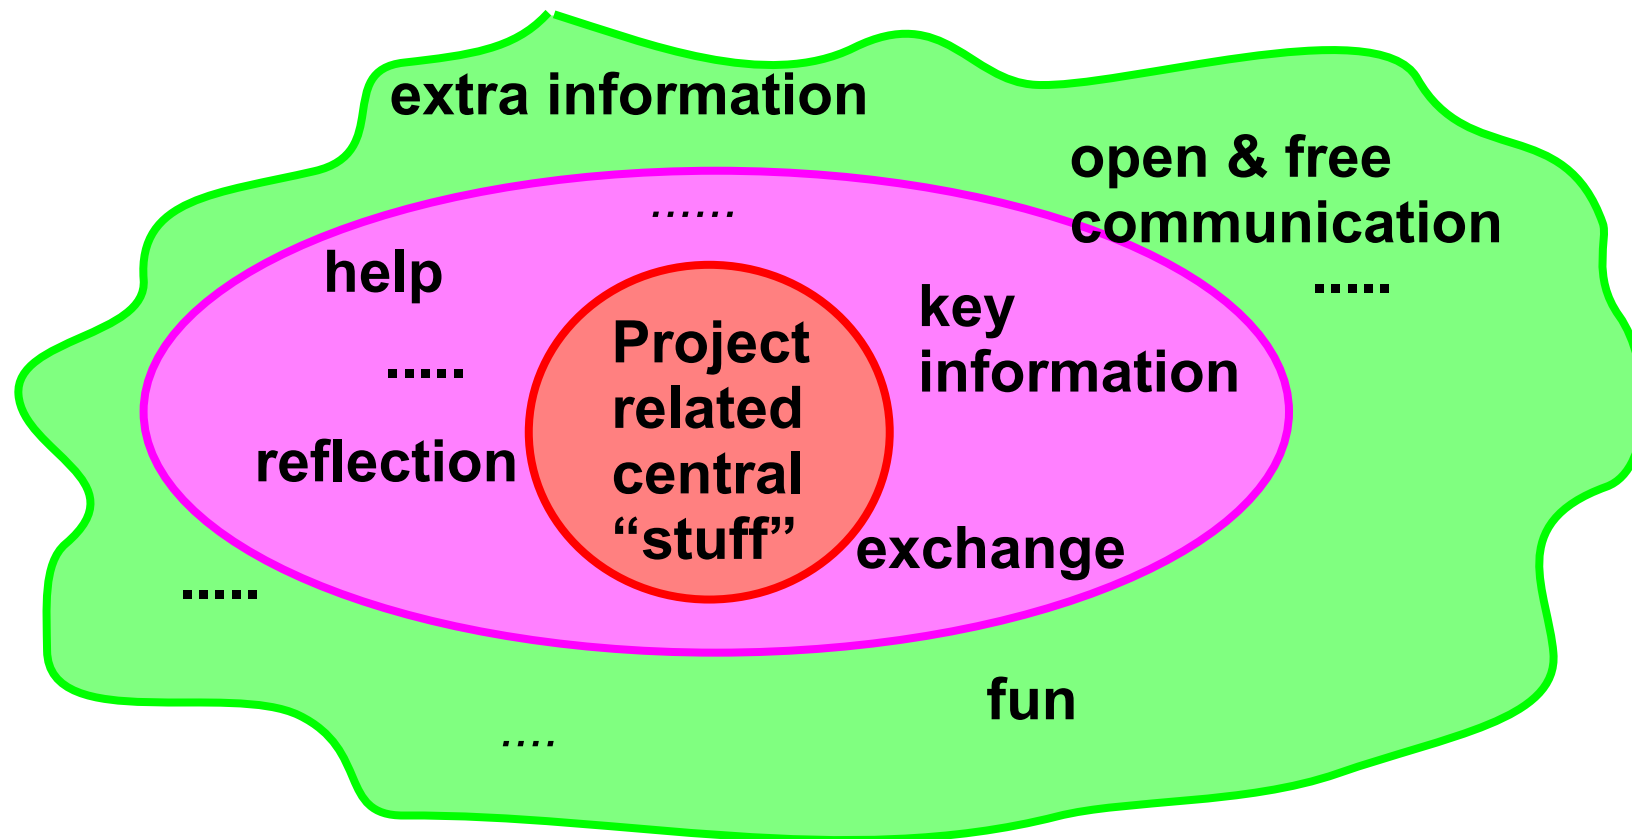 extra information
open & free
communication
.....
......
help
.....
reflection
key
information
Project
related
central
“stuff”
exchange
.....
fun
....